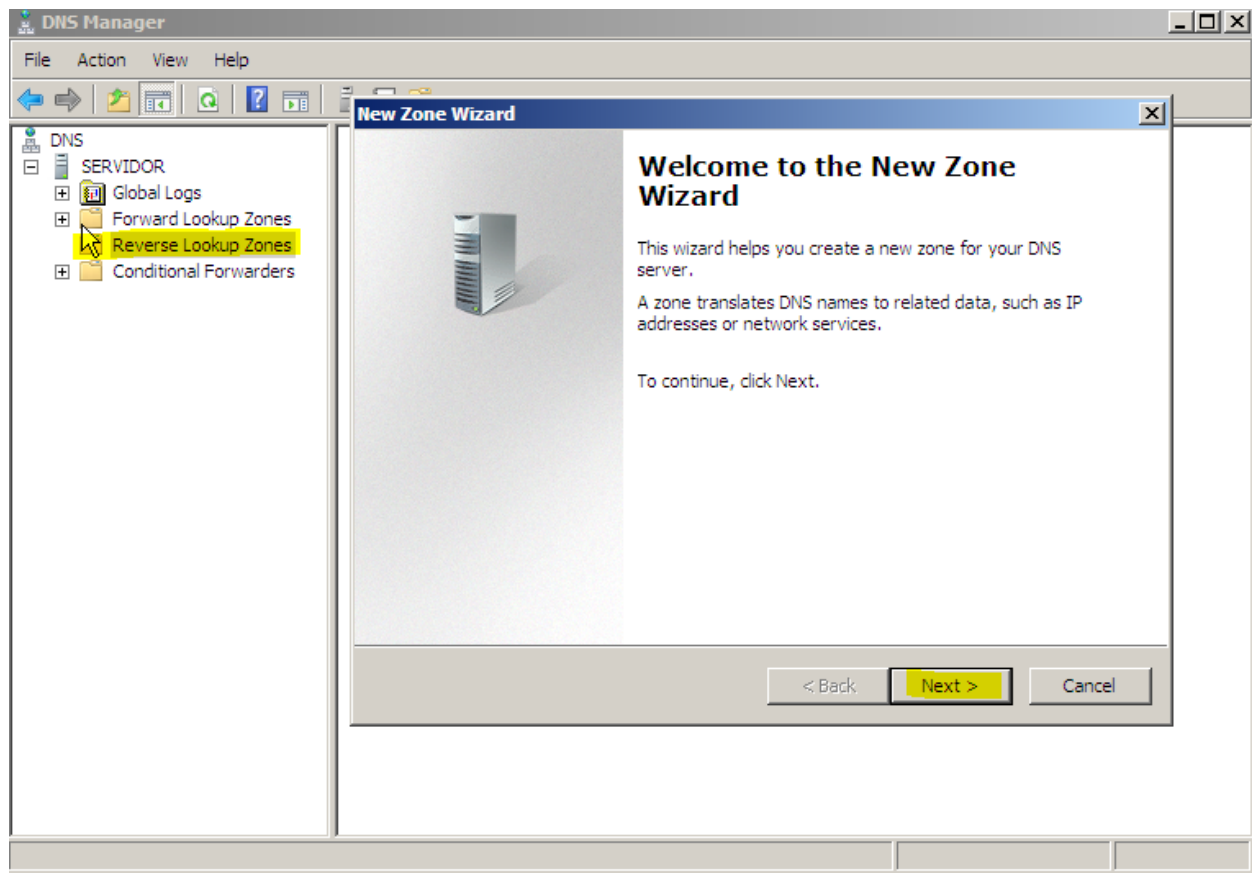 DNS Manager
File Action View Help
New Zone Wizard
DNS
SERVIDOR
Global Logs
Forward Lookup Zones
Reverse Lookup Zones
Conditional Forwarders
Welcome to the New Zone
Wizard
This wizard helps you create a new zone for your DNS
server.
A zone translates DNS names to related data, such as IP
addresses or network services.
To continue, click Next.
< Back Next > Cancel